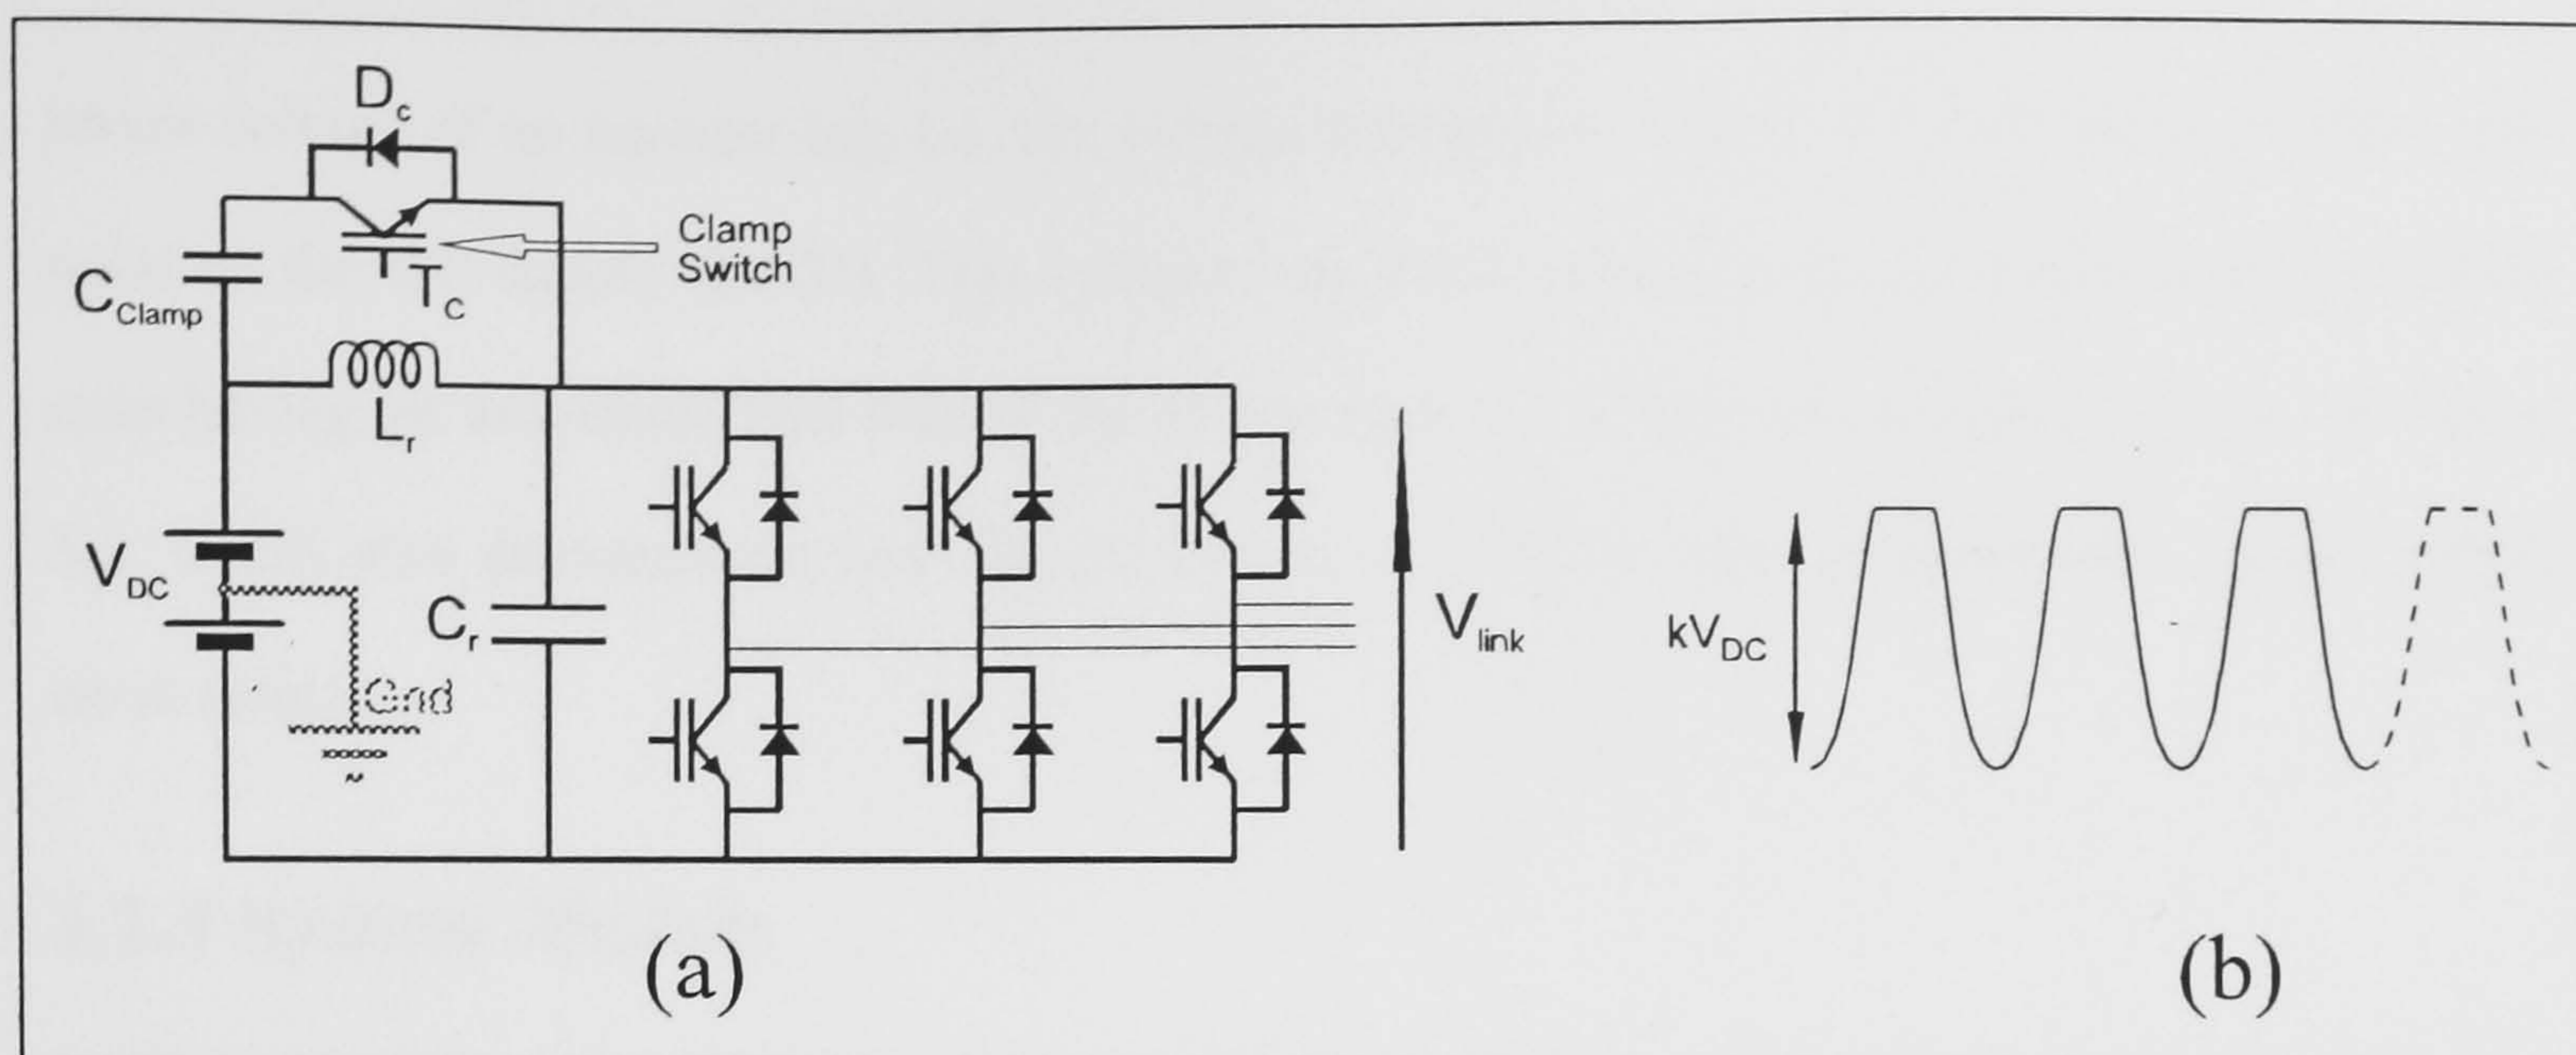 Dc
Clamp
Switch
CClamp
TC
Lr
VDC
Cr
Gnd
Vlink
kVDC
(a)
(b)